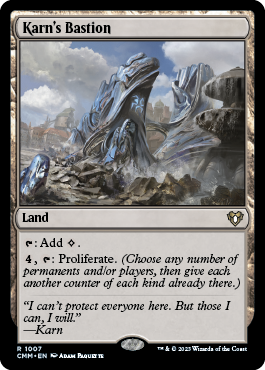 Karn's Bastion
Land
: Add .
4, : Proliferate. (Choose any number of
permanents and/or players, then give each
another counter of each kind already there.)
"I can't protect everyone here. But those I
can, I will."
—Karn
R 1007
CMM • EN Adam Paquette
™ & © 2023 Wizards of the Coast